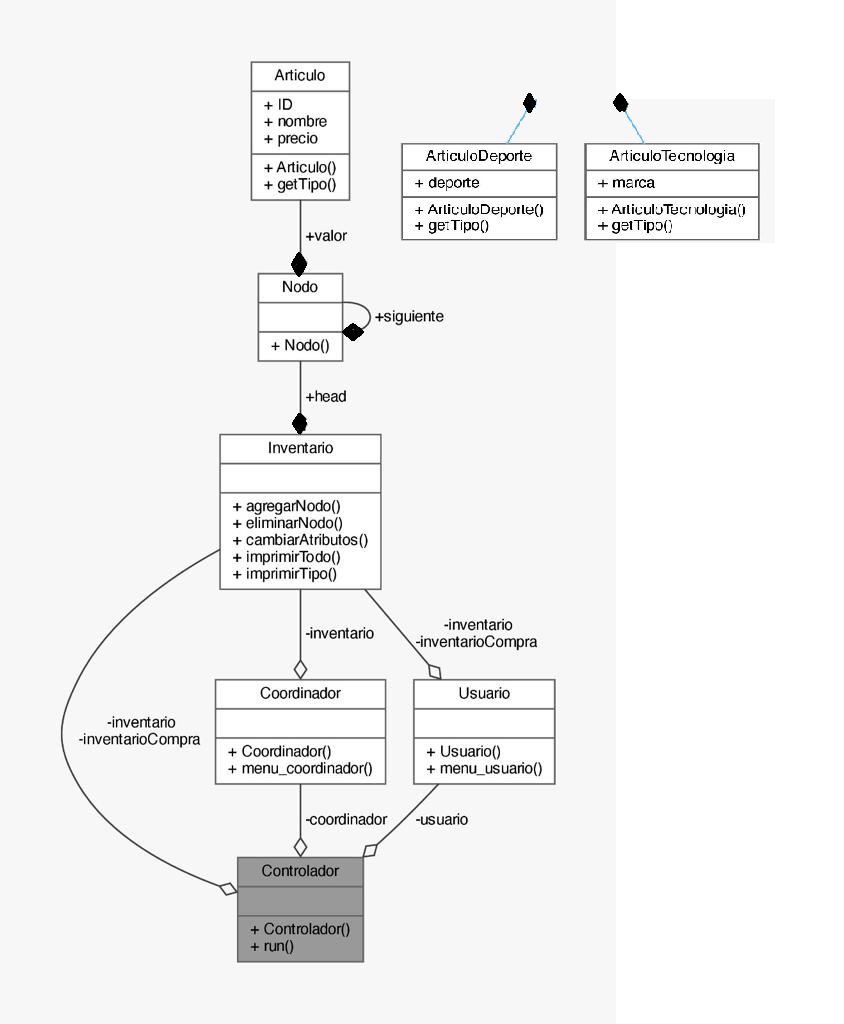 Articulo
+ ID
+ nombre
+ precio
+ Articulo()
+ getTipo()
ArticuloDeporte
+ deporte
+ ArticuloDeporte()
+ getTipo()
ArticuloTecnologia
+ marca
+ ArticuloTecnologia()
+ getTipo()
+valor
Nodo
+ Nodo()
+siguiente
+head
Inventario
+ agregarNodo()
+ eliminarNodo()
+ cambiarAtributos()
+ imprimirTodo()
+ imprimirTipo()
-inventario
-inventario
-inventarioCompra
-inventario
-inventarioCompra
Coordinador
+ Coordinador()
+ menu_coordinador()
Usuario
+ Usuario()
+ menu_usuario()
-coordinador
-usuario
Controlador
+ Controlador()
+ run()